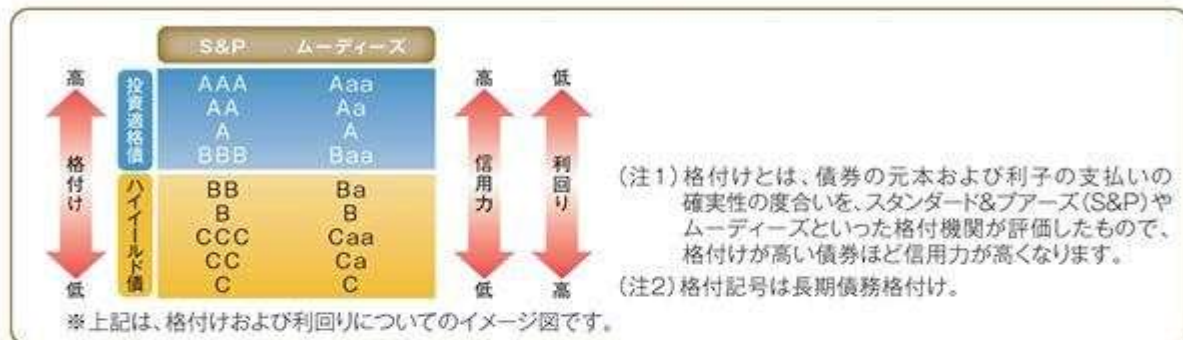 S&P ムーディーズ
高
格付け
低
投資適格債
AAA Aaa
AA Aa
A A
BBB Baa
ハイイールド債
BB Ba
B B
CCC Caa
CC Ca
C C
高
信用力
低
低
利回り
高
※上記は、格付けおよび利回りについてのイメージ図です。
(注1)格付けとは、債券の元本および利子の支払いの
確実性の度合いを、スタンダード&プアーズ(S&P)や
ムーディーズといった格付機関が評価したもので、
格付けが高い債券ほど信用力が高くなります。
(注2)格付記号は長期債務格付け。